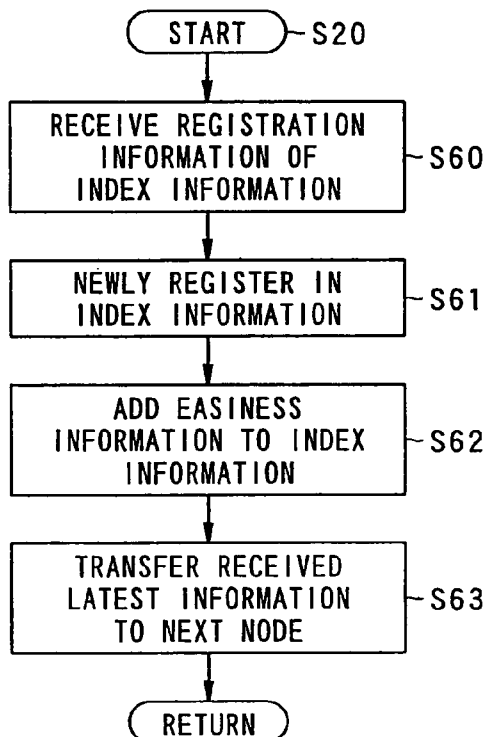 START S20
RECEIVE REGISTRATION
INFORMATION OF
INDEX INFORMATION
S60
NEWLY REGISTER IN
INDEX INFORMATION
S61
ADD EASINESS
INFORMATION TO INDEX
INFORMATION
S62
TRANSFER RECEIVED
LATEST INFORMATION
TO NEXT NODE
S63
RETURN